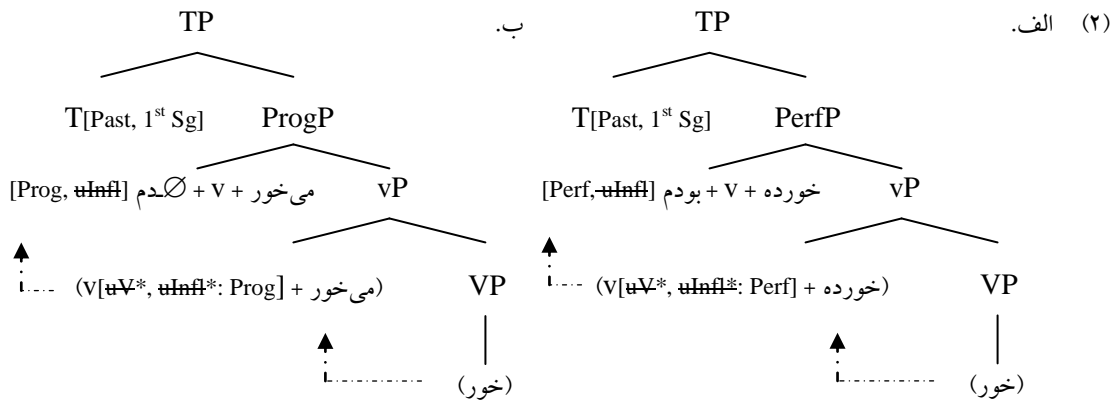 (۲) الف. TP ب. TP
T[Past, 1st Sg] PerfP T[Past, 1st Sg] ProgP
خورده + v + بودم [Perf, uInfl] vP می‌خور + v + ∅ـدم [Prog, uInfl] vP
(خورده + v[uV*, uInfl*: Perf]) VP (می‌خور + v[uV*, uInfl*: Prog]) VP
(خور) (خور)